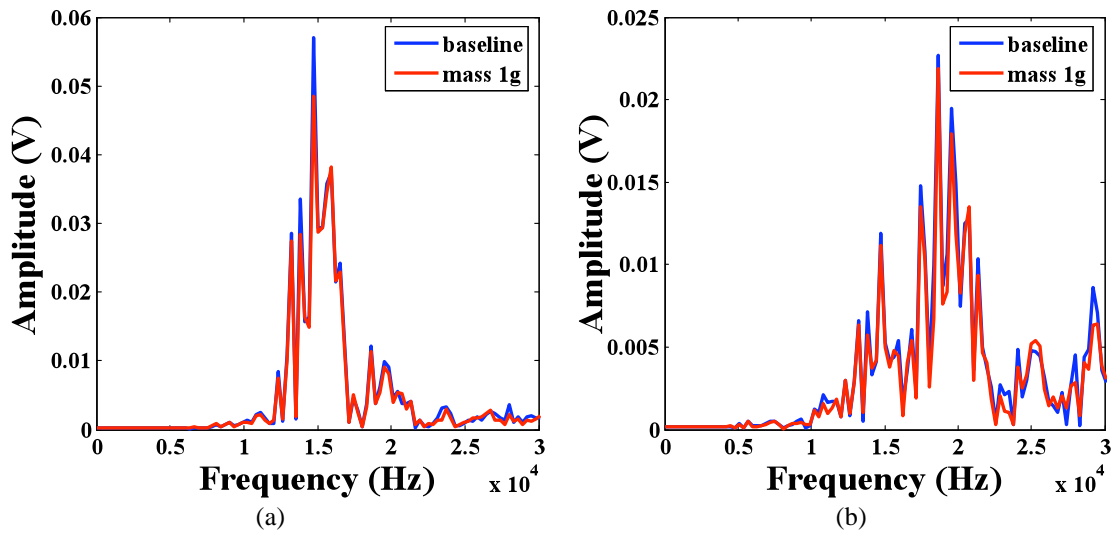 0.06
0.05
0.04
0.03
0.02
0.01
0
Amplitude (V)
baseline
mass 1g
0 0.5 1 1.5 2 2.5 3
Frequency (Hz)
x 10^4
(a)
0.025
0.02
0.015
0.01
0.005
0
Amplitude (V)
baseline
mass 1g
0 0.5 1 1.5 2 2.5 3
Frequency (Hz)
x 10^4
(b)